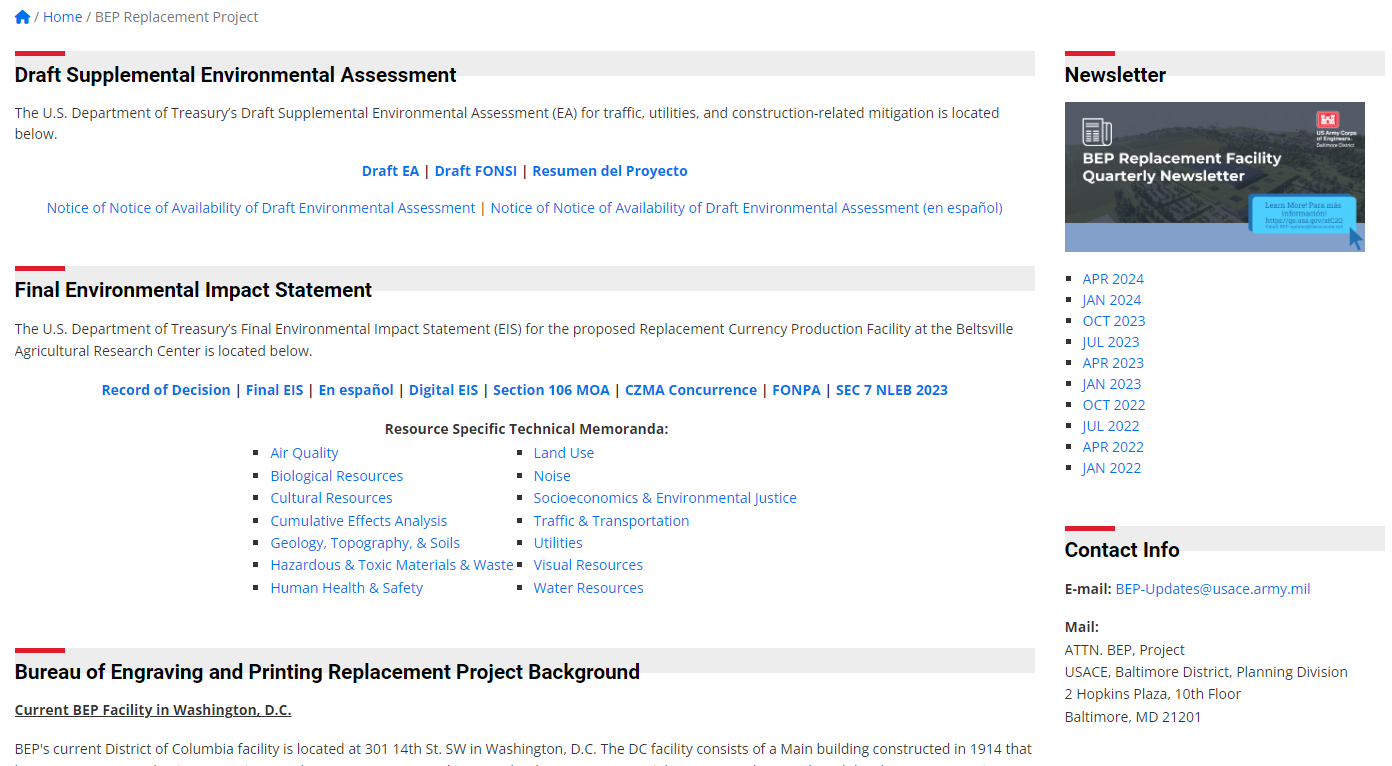 / Home / BEP Replacement Project
Draft Supplemental Environmental Assessment
The U.S. Department of Treasury’s Draft Supplemental Environmental Assessment (EA) for traffic, utilities, and construction-related mitigation is located
below.
Draft EA | Draft FONSI | Resumen del Proyecto
Notice of Notice of Availability of Draft Environmental Assessment | Notice of Notice of Availability of Draft Environmental Assessment (en español)
Final Environmental Impact Statement
The U.S. Department of Treasury’s Final Environmental Impact Statement (EIS) for the proposed Replacement Currency Production Facility at the Beltsville
Agricultural Research Center is located below.
Record of Decision | Final EIS | En español | Digital EIS | Section 106 MOA | CZMA Concurrence | FONPA | SEC 7 NLEB 2023
Resource Specific Technical Memoranda:
Air Quality
Biological Resources
Cultural Resources
Cumulative Effects Analysis
Geology, Topography, & Soils
Hazardous & Toxic Materials & Waste
Human Health & Safety
Land Use
Noise
Socioeconomics & Environmental Justice
Traffic & Transportation
Utilities
Visual Resources
Water Resources
Bureau of Engraving and Printing Replacement Project Background
Current BEP Facility in Washington, D.C.
BEP's current District of Columbia facility is located at 301 14th St. SW in Washington, D.C. The DC facility consists of a Main building constructed in 1914 that
Newsletter
US Army Corps
of Engineers
Baltimore District
BEP Replacement Facility
Quarterly Newsletter
Learn More! Para más
información!
APR 2024
JAN 2024
OCT 2023
JUL 2023
APR 2023
JAN 2023
OCT 2022
JUL 2022
APR 2022
JAN 2022
Contact Info
E-mail: BEP-Updates@usace.army.mil
Mail:
ATTN. BEP, Project
USACE, Baltimore District, Planning Division
2 Hopkins Plaza, 10th Floor
Baltimore, MD 21201